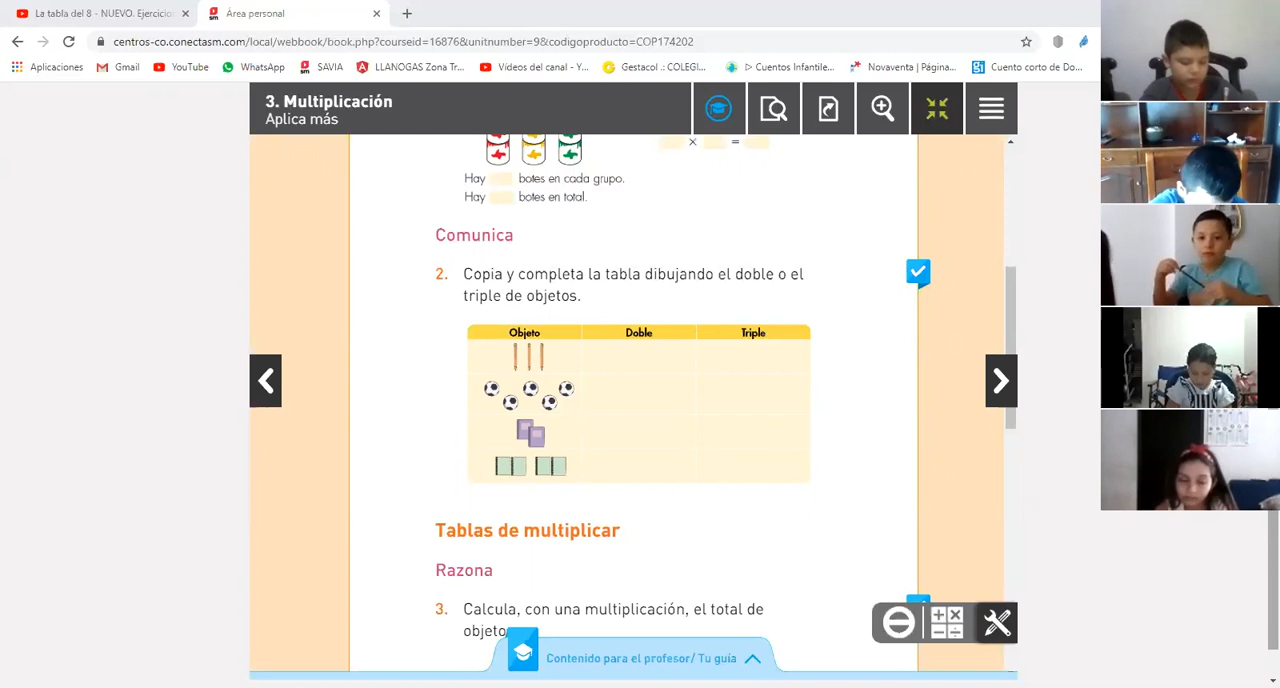 La tabla del 8 - NUEVO. Ejercicio
Área personal
centros-co.conectasm.com/local/webbook/book.php?courseid=16876&unitnumber=9&codigoproducto=COP174202
Aplicaciones
Gmail
YouTube
WhatsApp
SAVIA
LLANOGAS Zona Tr...
Vídeos del canal - Y...
Gestacol .: COLEGI...
Cuentos Infantile...
Novaventa | Págin...
Cuento corto de Do...
3. Multiplicación
Aplica más
× =
Hay botes en cada grupo.
Hay botes en total.
Comunica
2. Copia y completa la tabla dibujando el doble o el
triple de objetos.
Objeto Doble Triple
Tablas de multiplicar
Razona
3. Calcula, con una multiplicación, el total de
objeto
Contenido para el profesor/ Tu guía